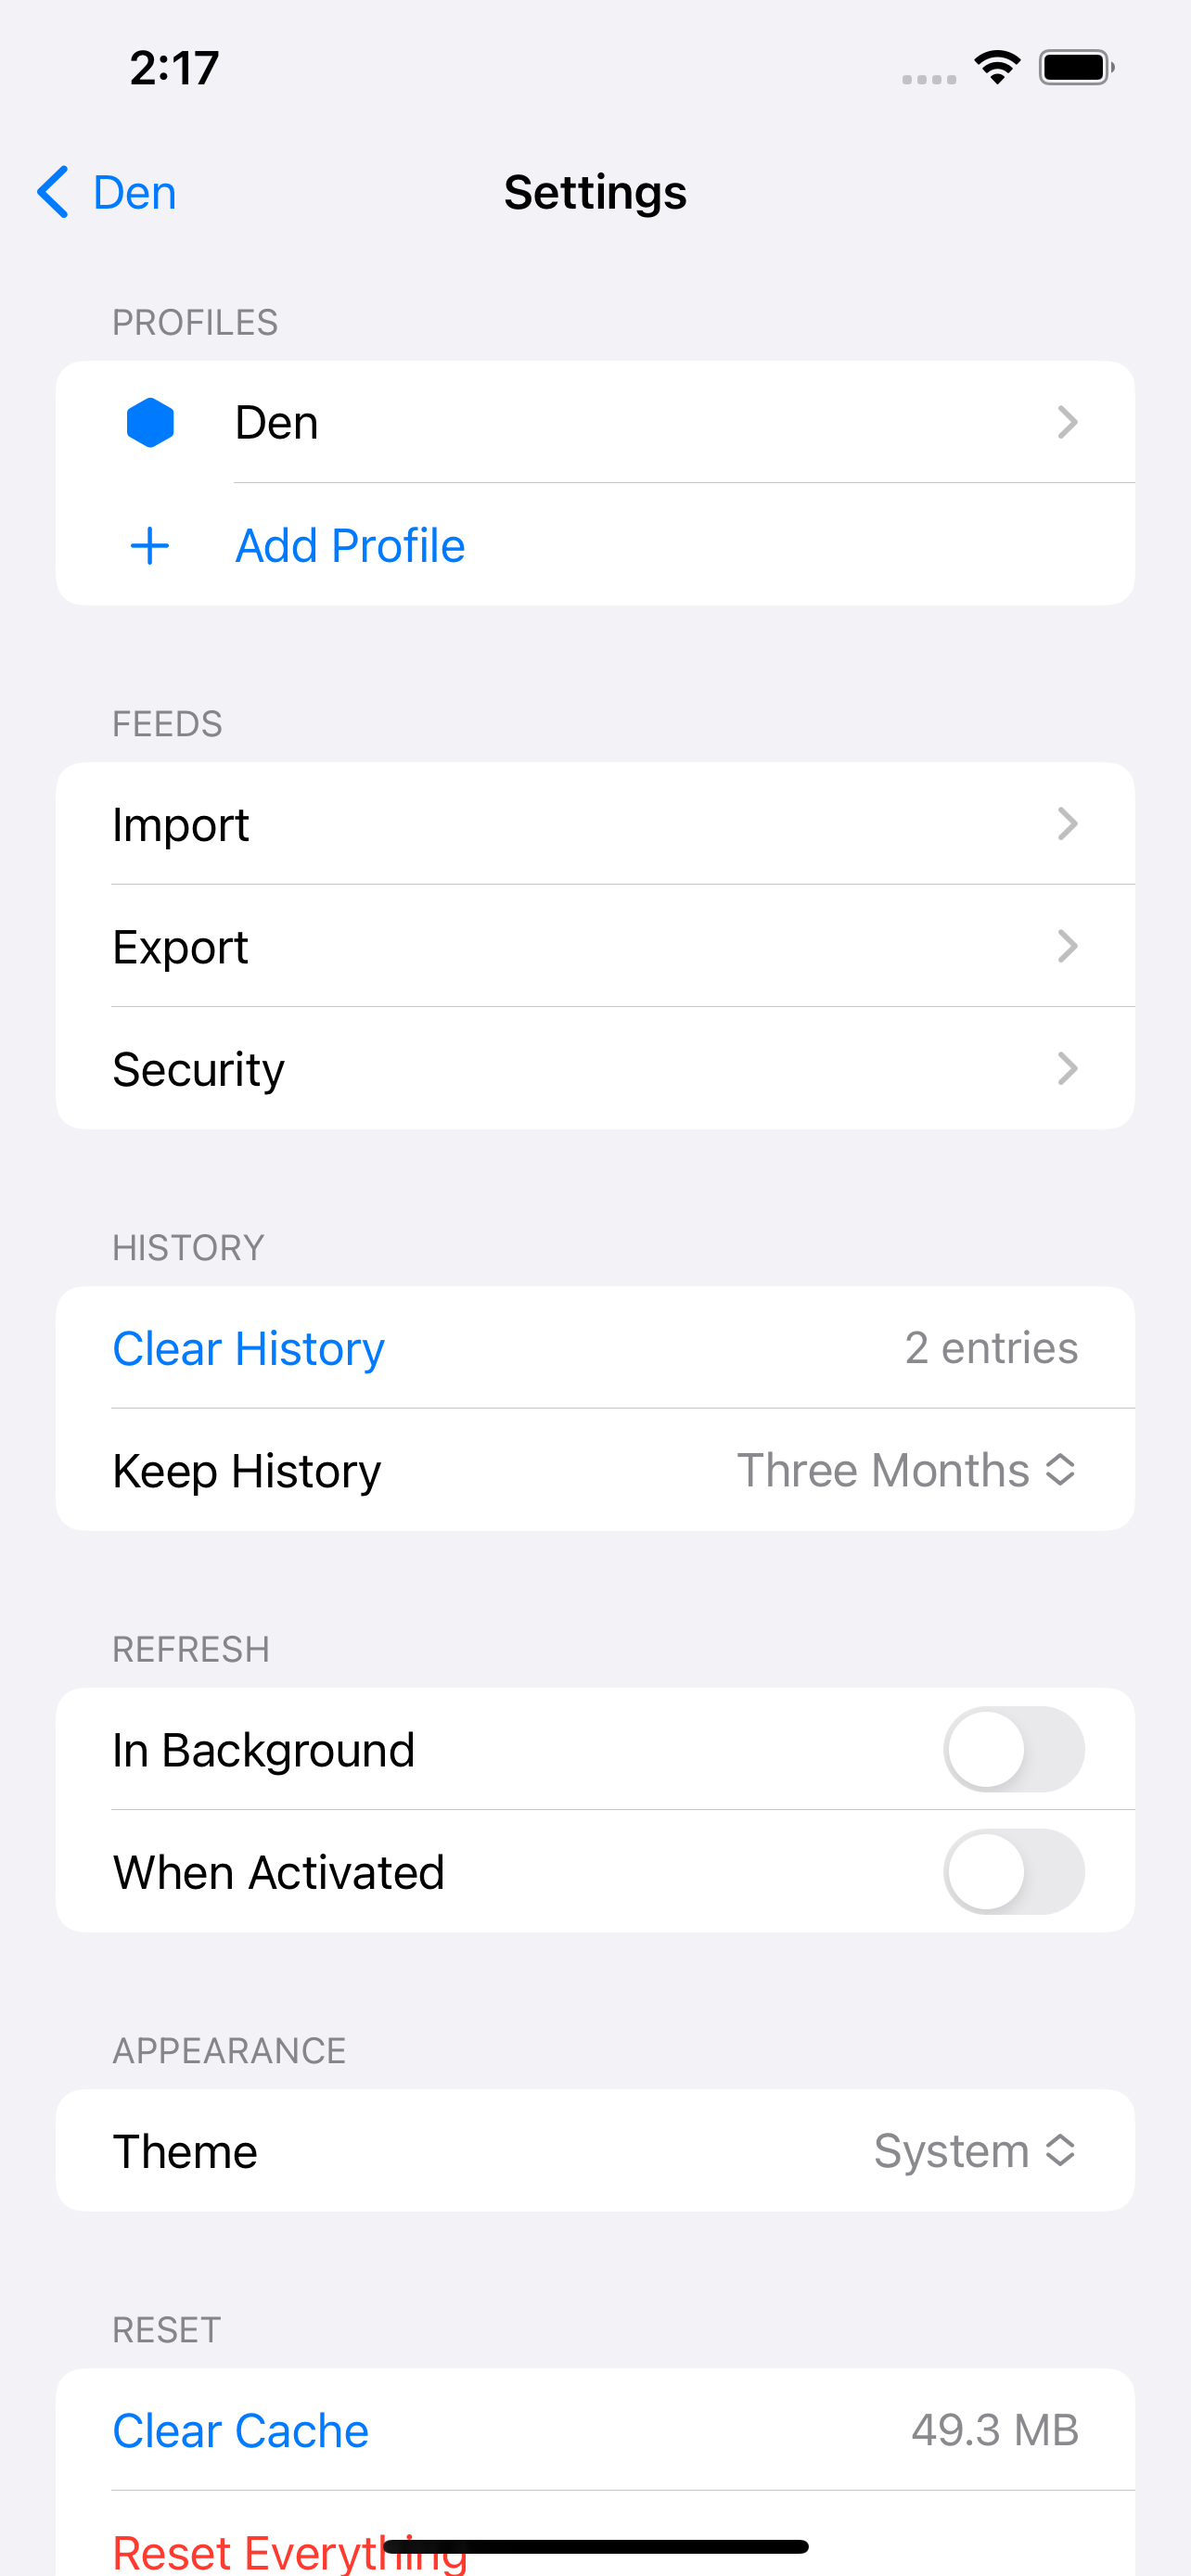 2:17
Den
Settings
PROFILES
Den
Add Profile
FEEDS
Import
Export
Security
HISTORY
Clear History 2 entries
Keep History Three Months
REFRESH
In Background
When Activated
APPEARANCE
Theme System
RESET
Clear Cache 49.3 MB
Reset Everything